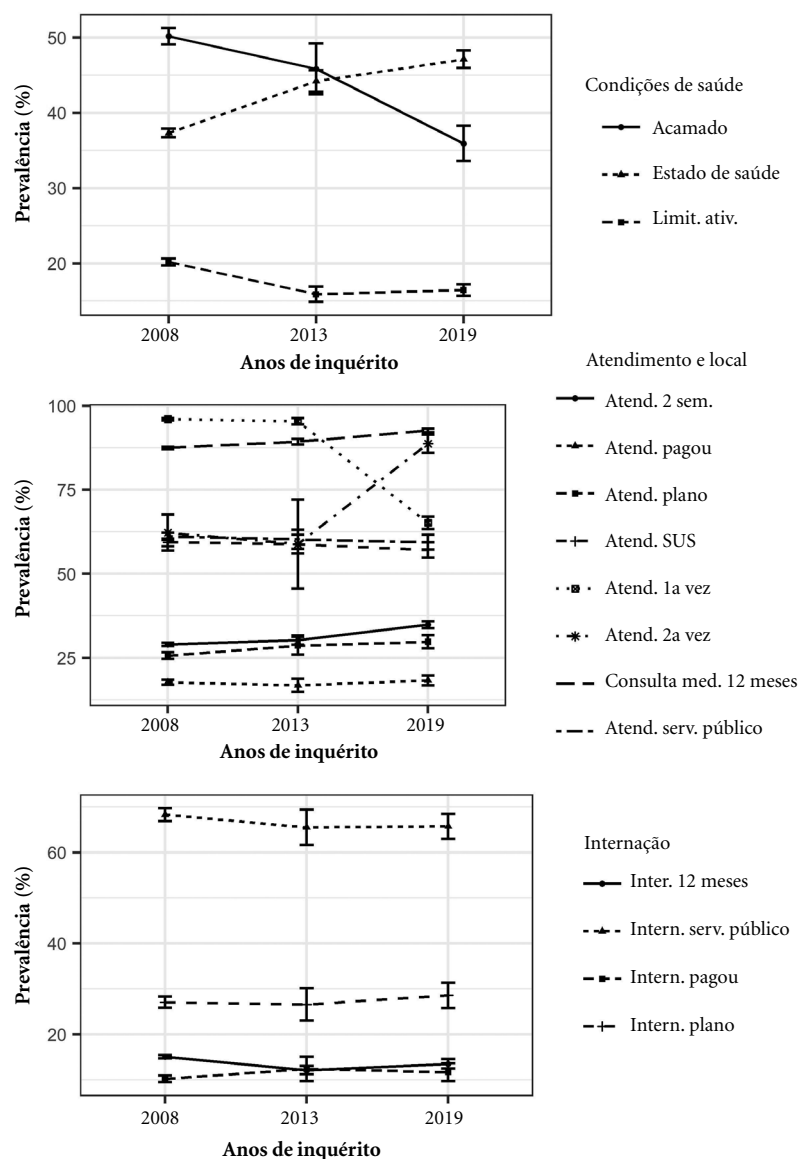 50
40
30
20
Prevalência (%)
2008
2013
2019
Anos de inquérito
Condições de saúde
Acamado
Estado de saúde
Limit. ativ.
100
75
50
25
Prevalência (%)
2008
2013
2019
Anos de inquérito
Atendimento e local
Atend. 2 sem.
Atend. pagou
Atend. plano
Atend. SUS
Atend. 1a vez
Atend. 2a vez
Consulta med. 12 meses
Atend. serv. público
60
40
20
Prevalência (%)
2008
2013
2019
Anos de inquérito
Internação
Inter. 12 meses
Intern. serv. público
Intern. pagou
Intern. plano